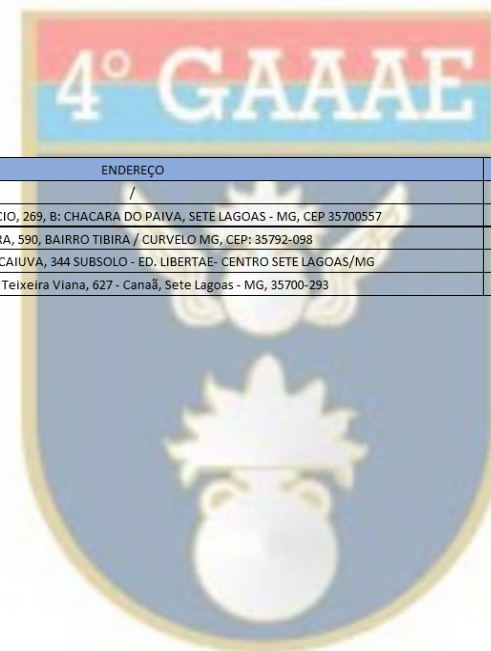 4° GAAAE
ENDEREÇO
/
CIO, 269, B: CHACARA DO PAIVA, SETE LAGOAS - MG, CEP 35700557
RA, 590, BAIRRO TIBIRA / CURVELO MG, CEP: 35792-098
CAIUVA, 344 SUBSOLO - ED. LIBERTAE- CENTRO SETE LAGOAS/MG
Teixeira Viana, 627 - Canaã, Sete Lagoas - MG, 35700-293